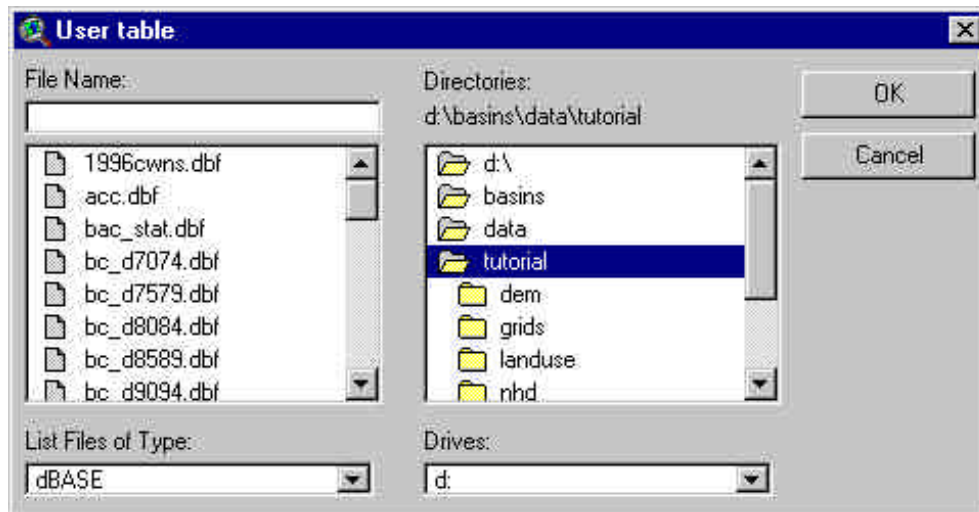 User table
File Name:
1996cwns.dbf
acc.dbf
bac_stat.dbf
bc_d7074.dbf
bc_d7579.dbf
bc_d8084.dbf
bc_d8589.dbf
bc_d9094.dbf
List Files of Type:
dBASE
Directories:
d:\basins\data\tutorial
d:\
basins
data
tutorial
dem
grids
landuse
nhd
Drives:
d:
OK
Cancel